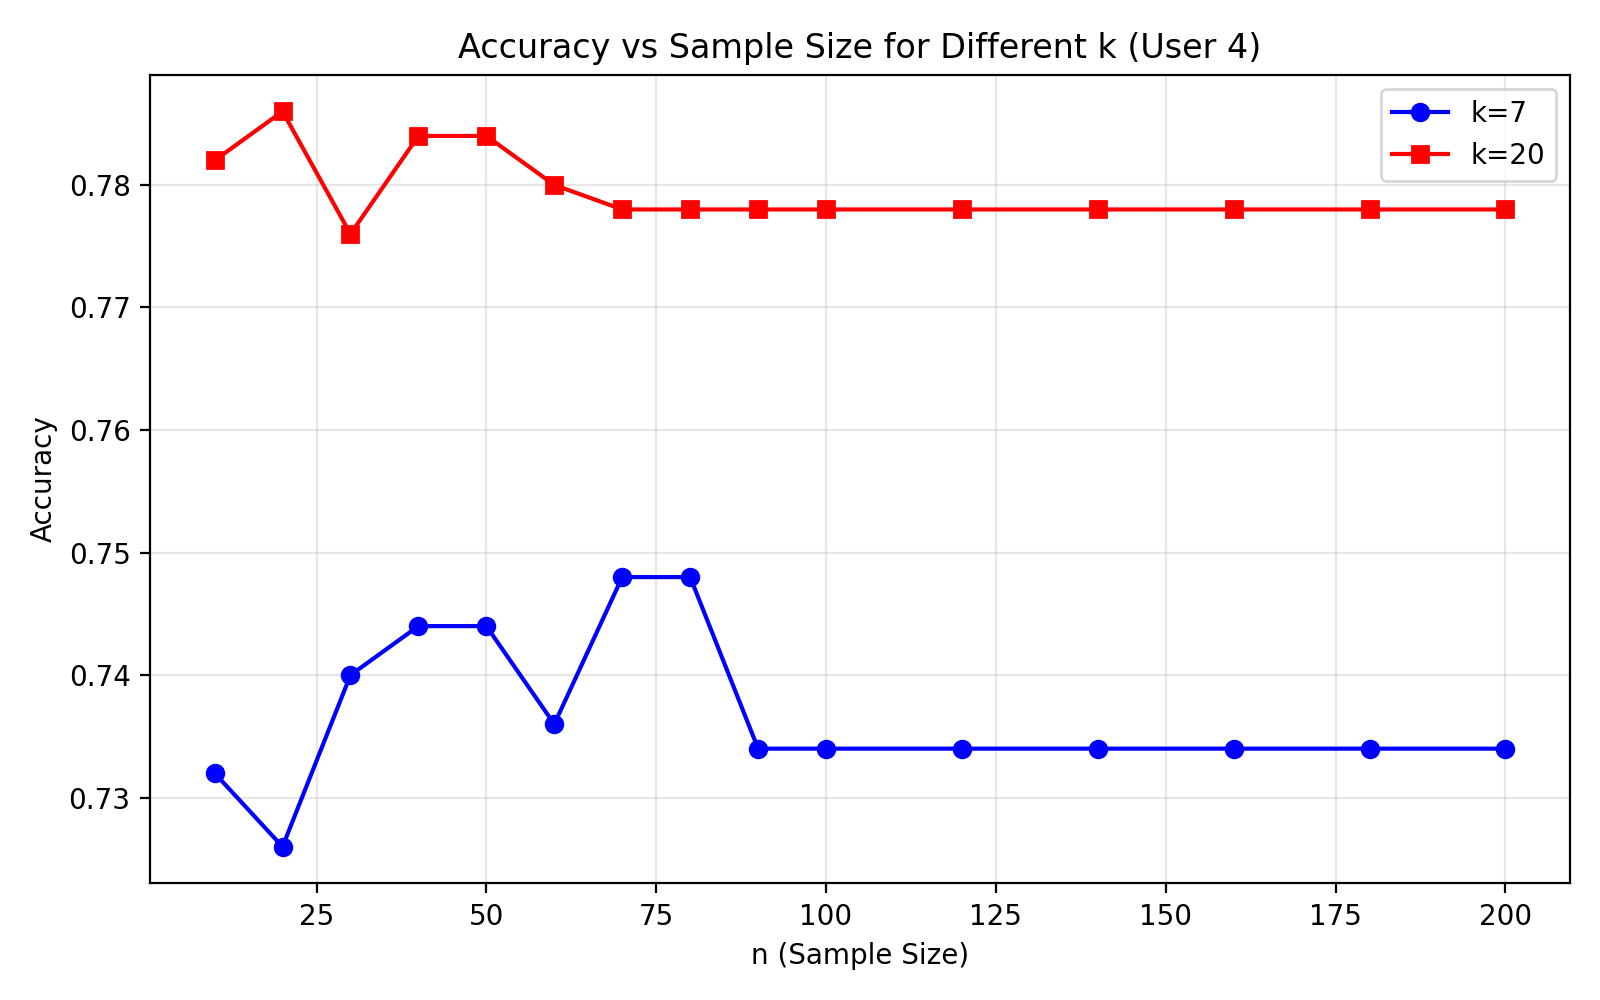 Accuracy vs Sample Size for Different k (User 4)
k=7
k=20
0.78
0.77
0.76
0.75
0.74
0.73
Accuracy
25 50 75 100 125 150 175 200
n (Sample Size)